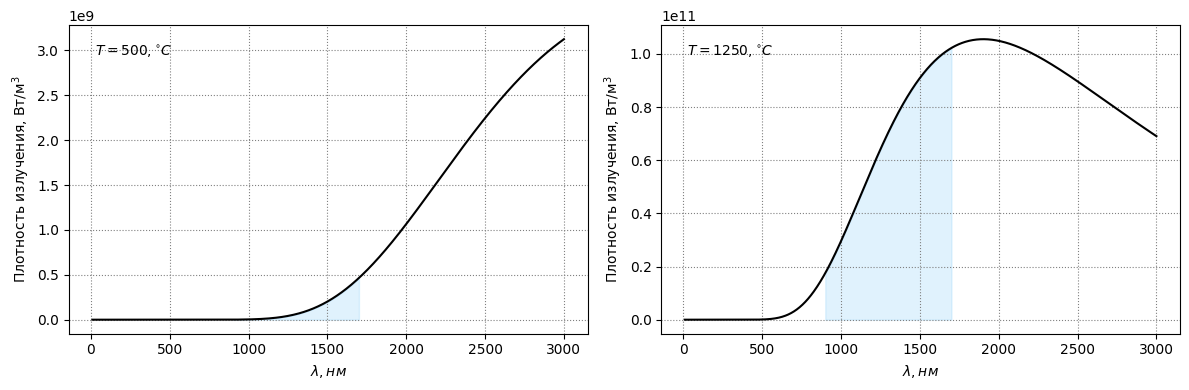 1e9
T = 500, °C
Плотность излучения, Вт/м³
3.0
2.5
2.0
1.5
1.0
0.5
0.0
0 500 1000 1500 2000 2500 3000
λ, нм
1e11
T = 1250, °C
Плотность излучения, Вт/м³
1.0
0.8
0.6
0.4
0.2
0.0
0 500 1000 1500 2000 2500 3000
λ, нм